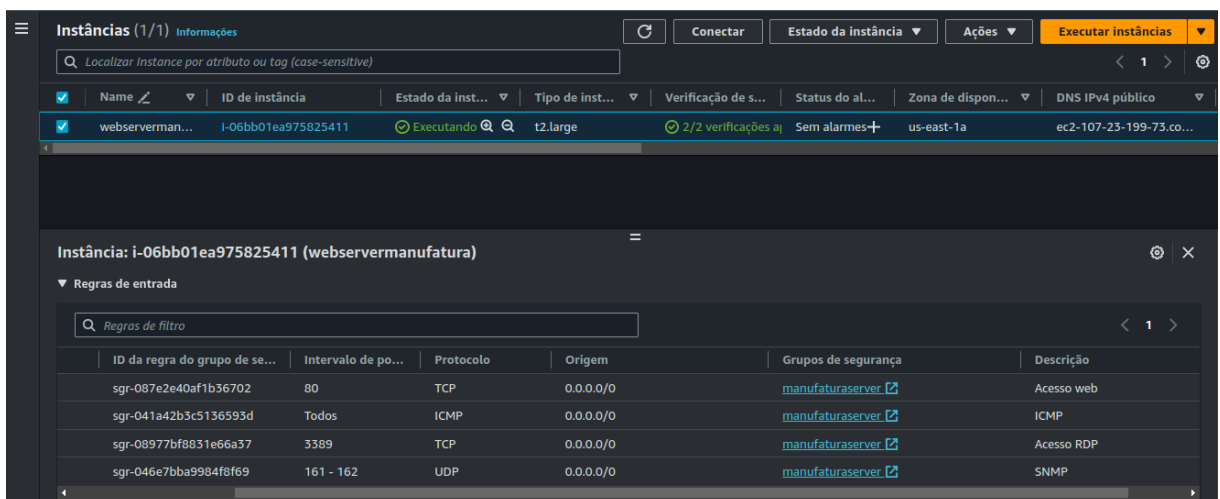 Instâncias (1/1) Informações Conectar Estado da instância Ações Executar instâncias
Localizar Instance por atributo ou tag (case-sensitive) 1
Name ID de instância Estado da inst... Tipo de inst... Verificação de s... Status do al... Zona de dispon... DNS IPv4 público
webserverman... i-06bb01ea975825411 Executando t2.large 2/2 verificações a Sem alarmes us-east-1a ec2-107-23-199-73.co...
Instância: i-06bb01ea975825411 (webservermanufatura)
Regras de entrada
Regras de filtro 1
ID da regra do grupo de se... Intervalo de po... Protocolo Origem Grupos de segurança Descrição
sgr-087e2e40af1b36702 80 TCP 0.0.0.0/0 manufaturaserver Acesso web
sgr-041a42b3c5136593d Todos ICMP 0.0.0.0/0 manufaturaserver ICMP
sgr-08977bf8831e66a37 3389 TCP 0.0.0.0/0 manufaturaserver Acesso RDP
sgr-046e7bba9984f8f69 161 - 162 UDP 0.0.0.0/0 manufaturaserver SNMP